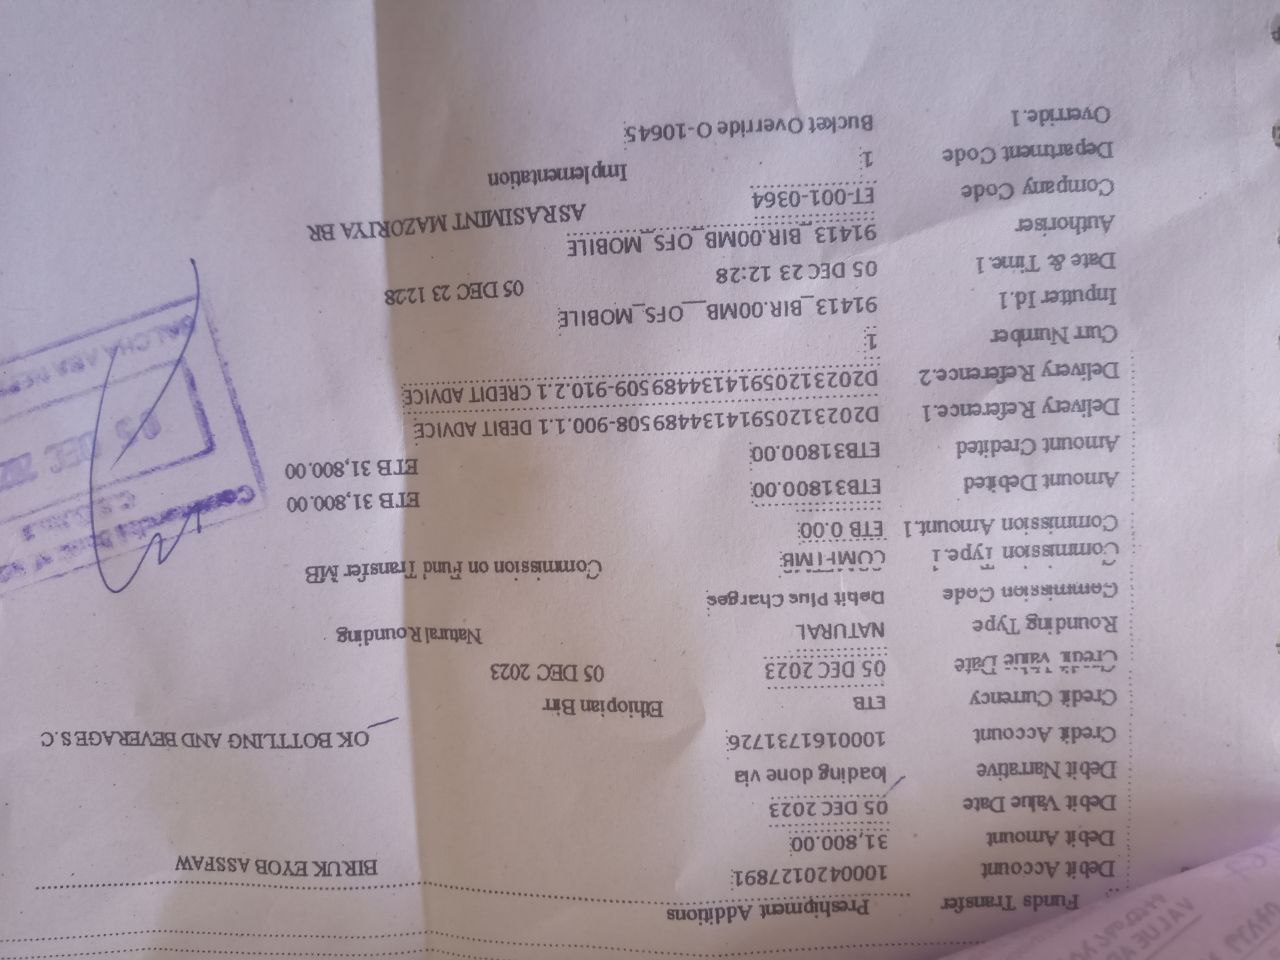 Funds Transfer Preshipment Additions
Debit Account 1000420127891 BIRUK EYOB ASSFAW
Debit Amount 31,800.00
Debit Value Date 05 DEC 2023
Debit Narrative loading done via
Credit Account 1000161731726 OK BOTTLING AND BEVERAGE S.C
Credit Currency ETB Ethiopian Birr
Credit Value Date 05 DEC 2023 05 DEC 2023
Rounding Type NATURAL Natural Rounding
Commission Code Debit Plus Charges
Commission Type.1 COMFTMB Commission on Fund Transfer MB
Commission Amount.1 ETB 0.00
Amount Debited ETB31800.00 ETB 31,800.00
Amount Credited ETB31800.00 ETB 31,800.00
Delivery Reference.1 D20231205914134489508-900.1.1 DEBIT ADVICE
Delivery Reference.2 D20231205914134489509-910.2.1 CREDIT ADVICE
Curr Number 1
Inputter Id.1 91413_BIR.00MB__OFS_MOBILE
Date & Time.1 05 DEC 23 12:28 05 DEC 23 1228
Authoriser 91413_BIR.00MB_OFS_MOBILE
Company Code ET-001-0364 ASRASIMINT MAZORIYA BR
Department Code 1 Implementation
Override.1 Bucket Override O-10645
Commercial Bank of
05 DEC 202